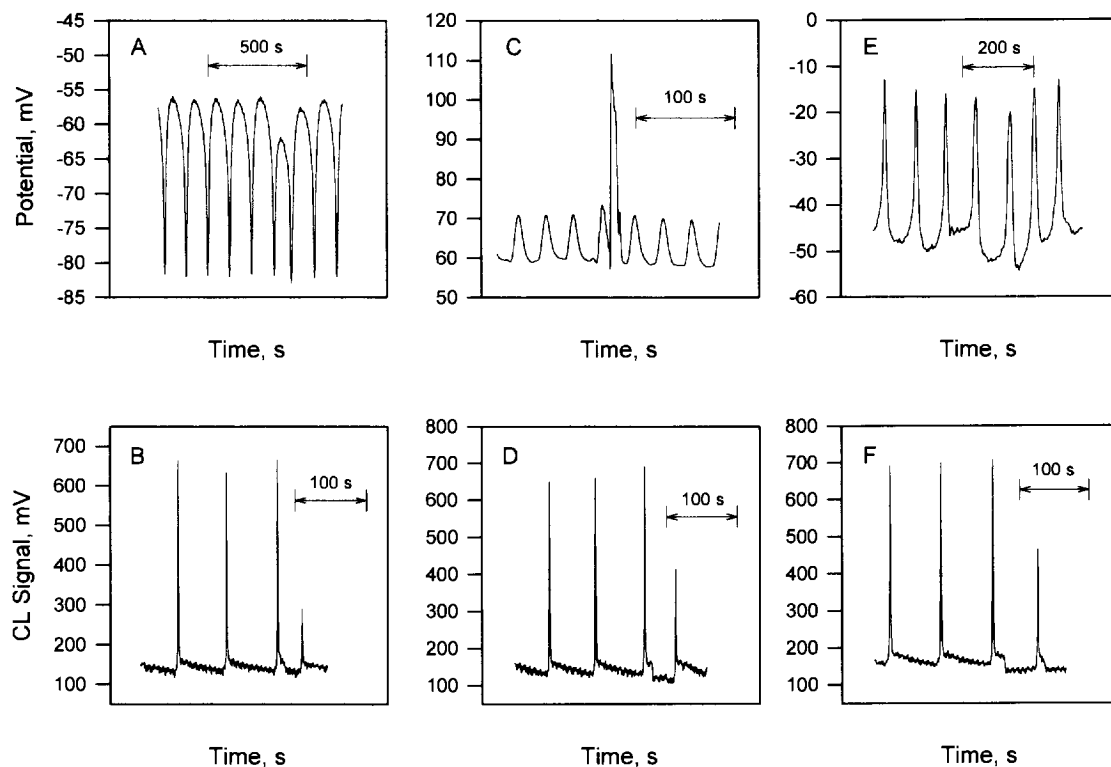 Potential, mV
-45
-50
-55
-60
-65
-70
-75
-80
-85
A
500 s
Time, s
120
110
100
90
80
70
60
50
C
100 s
Time, s
0
-10
-20
-30
-40
-50
-60
E
200 s
Time, s
CL Signal, mV
700
600
500
400
300
200
100
B
100 s
Time, s
800
700
600
500
400
300
200
100
D
100 s
Time, s
800
700
600
500
400
300
200
100
F
100 s
Time, s